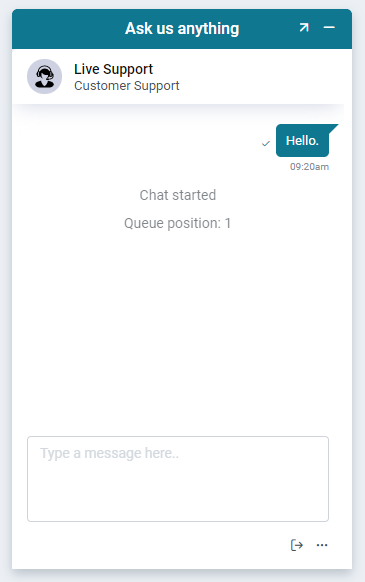 Ask us anything
Live Support
Customer Support
Hello.
09:20am
Chat started
Queue position: 1
Type a message here..